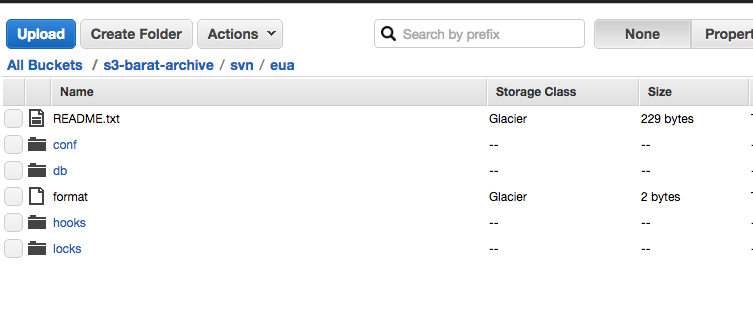 Upload Create Folder Actions Search by prefix None Propert
All Buckets / s3-barat-archive / svn / eua
Name Storage Class Size
README.txt Glacier 229 bytes
conf -- --
db -- --
format Glacier 2 bytes
hooks -- --
locks -- --